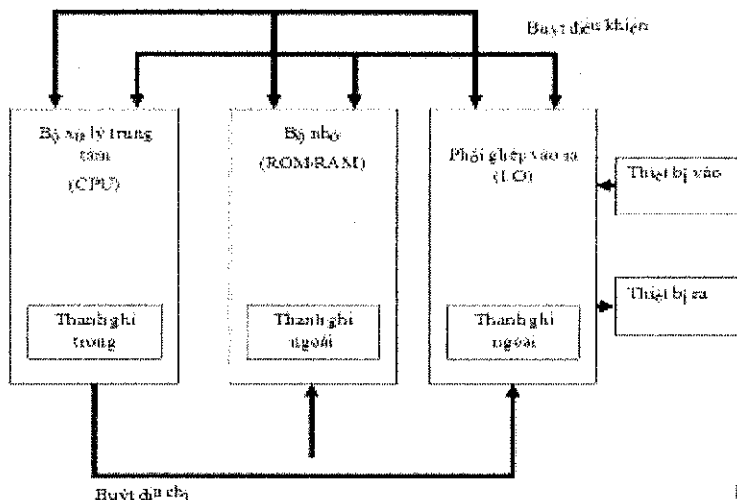 Buýt điều khiển
Bộ xử lý trung
tâm
(CPU)
Bộ nhớ
(ROM-RAM)
Phối ghép vào ra
(I/O)
Thiết bị vào
Thiết bị ra
Thanh ghi
trong
Thanh ghi
ngoài
Thanh ghi
ngoài
Buýt địa chỉ